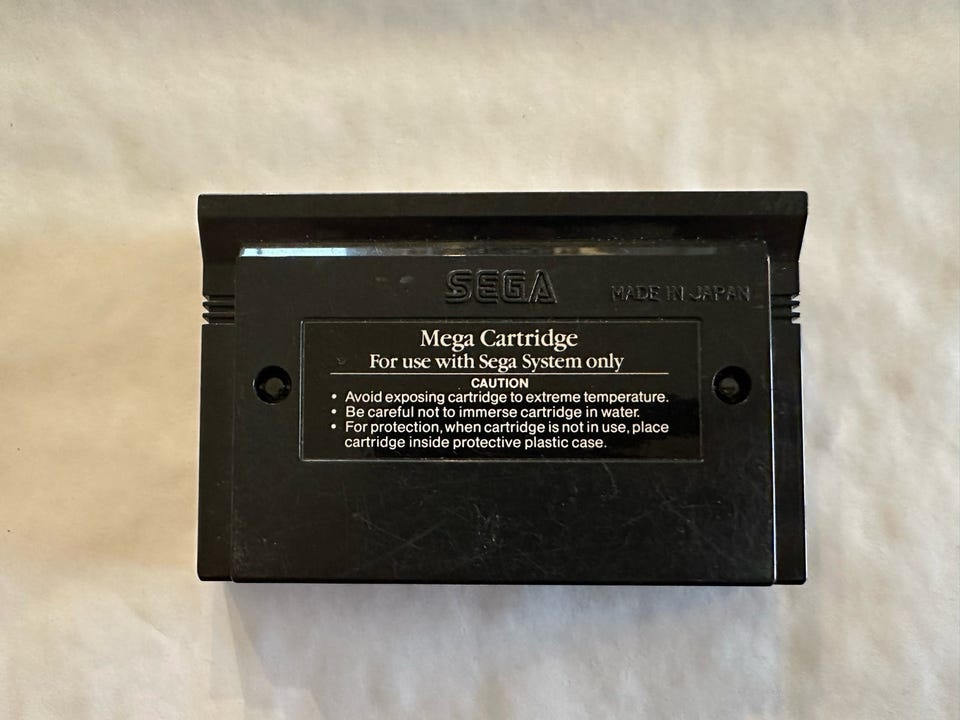 SEGA
MADE IN JAPAN
Mega Cartridge
For use with Sega System only
CAUTION
• Avoid exposing cartridge to extreme temperature.
• Be careful not to immerse cartridge in water.
• For protection, when cartridge is not in use, place
cartridge inside protective plastic case.